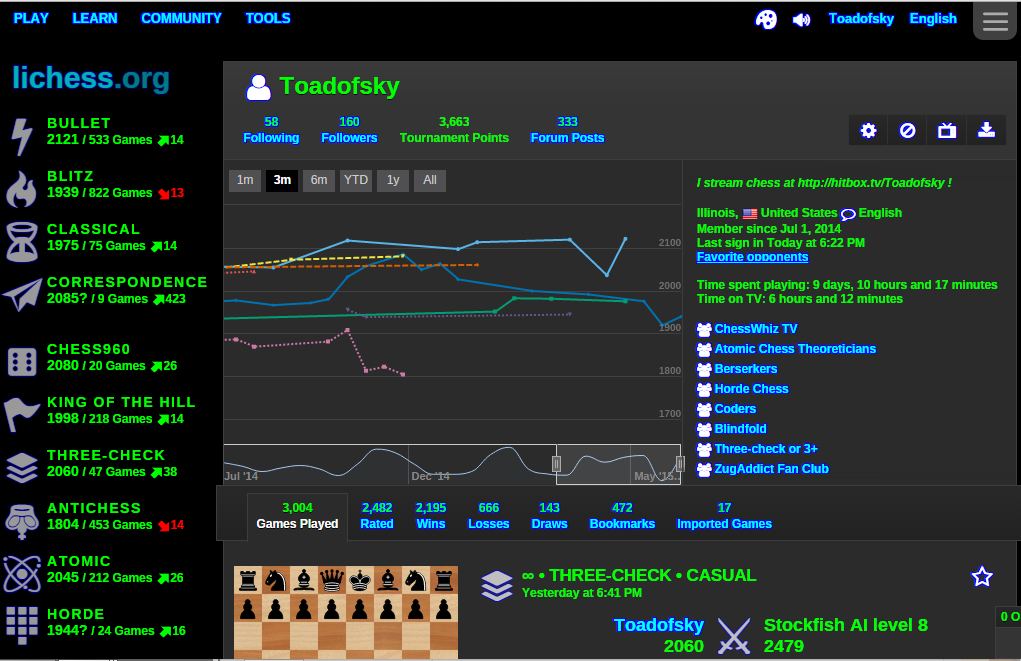 PLAY LEARN COMMUNITY TOOLS Toadofsky English
lichess.org
BULLET
2121 / 533 Games 14
BLITZ
1939 / 822 Games 13
CLASSICAL
1975 / 75 Games 14
CORRESPONDENCE
2085? / 9 Games 423
CHESS960
2080 / 20 Games 26
KING OF THE HILL
1998 / 218 Games 14
THREE-CHECK
2060 / 47 Games 38
ANTICHESS
1804 / 453 Games 14
ATOMIC
2045 / 212 Games 26
HORDE
1944? / 24 Games 16
Toadofsky
58 160 3,663 333
Following Followers Tournament Points Forum Posts
1m 3m 6m YTD 1y All
2100
2000
1900
1800
1700
Jul '14 Dec '14 May '15..
I stream chess at http://hitbox.tv/Toadofsky !
Illinois, United States English
Member since Jul 1, 2014
Last sign in Today at 6:22 PM
Favorite opponents
Time spent playing: 9 days, 10 hours and 17 minutes
Time on TV: 6 hours and 12 minutes
ChessWhiz TV
Atomic Chess Theoreticians
Berserkers
Horde Chess
Coders
Blindfold
Three-check or 3+
ZugAddict Fan Club
3,004 2,482 2,195 666 143 472 17
Games Played Rated Wins Losses Draws Bookmarks Imported Games
∞ • THREE-CHECK • CASUAL
Yesterday at 6:41 PM
Toadofsky Stockfish AI level 8
2060 2479
0 O